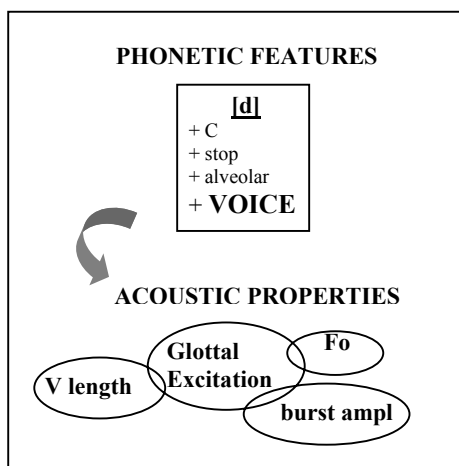 PHONETIC FEATURES
[d]
+ C
+ stop
+ alveolar
+ VOICE
ACOUSTIC PROPERTIES
Fo
Glottal
Excitation
V length
burst ampl